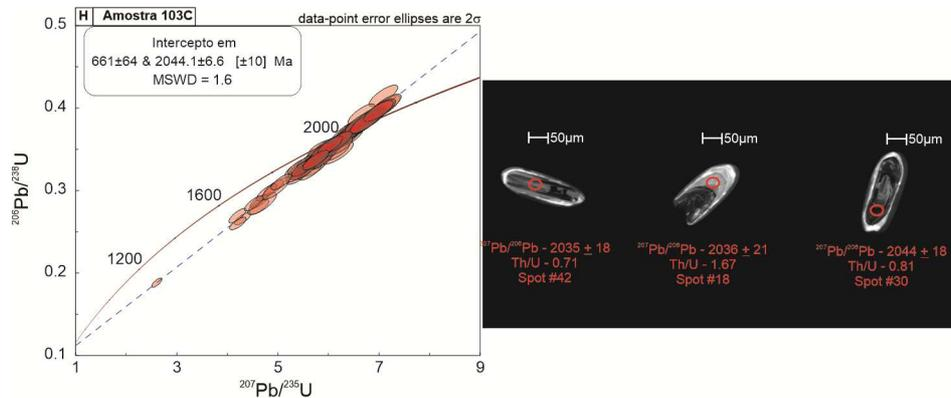 H Amostra 103C
data-point error ellipses are 2σ
Intercepto em
661±64 & 2044.1±6.6 [±10] Ma
MSWD = 1.6
0.5
0.4
0.3
0.2
0.1
²⁰⁶Pb/²³⁸U
2000
1600
1200
1 3 5 7 9
²⁰⁷Pb/²³⁵U
50µm
50µm
50µm
²⁰⁷Pb/²⁰⁶Pb - 2035 ± 18
Th/U - 0.71
Spot #42
²⁰⁷Pb/²⁰⁶Pb - 2036 ± 21
Th/U - 1.67
Spot #18
²⁰⁷Pb/²⁰⁶Pb - 2044 ± 18
Th/U - 0.81
Spot #30